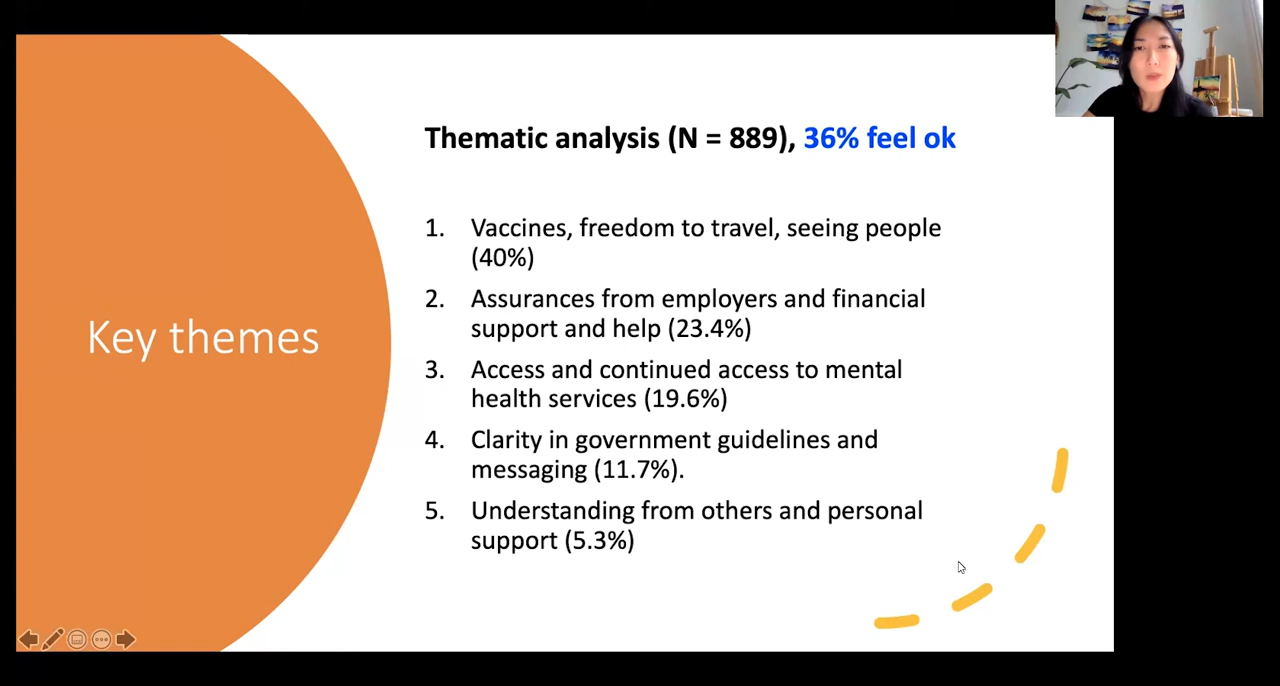 Key themes
Thematic analysis (N = 889), 36% feel ok
1. Vaccines, freedom to travel, seeing people
(40%)
2. Assurances from employers and financial
support and help (23.4%)
3. Access and continued access to mental
health services (19.6%)
4. Clarity in government guidelines and
messaging (11.7%).
5. Understanding from others and personal
support (5.3%)